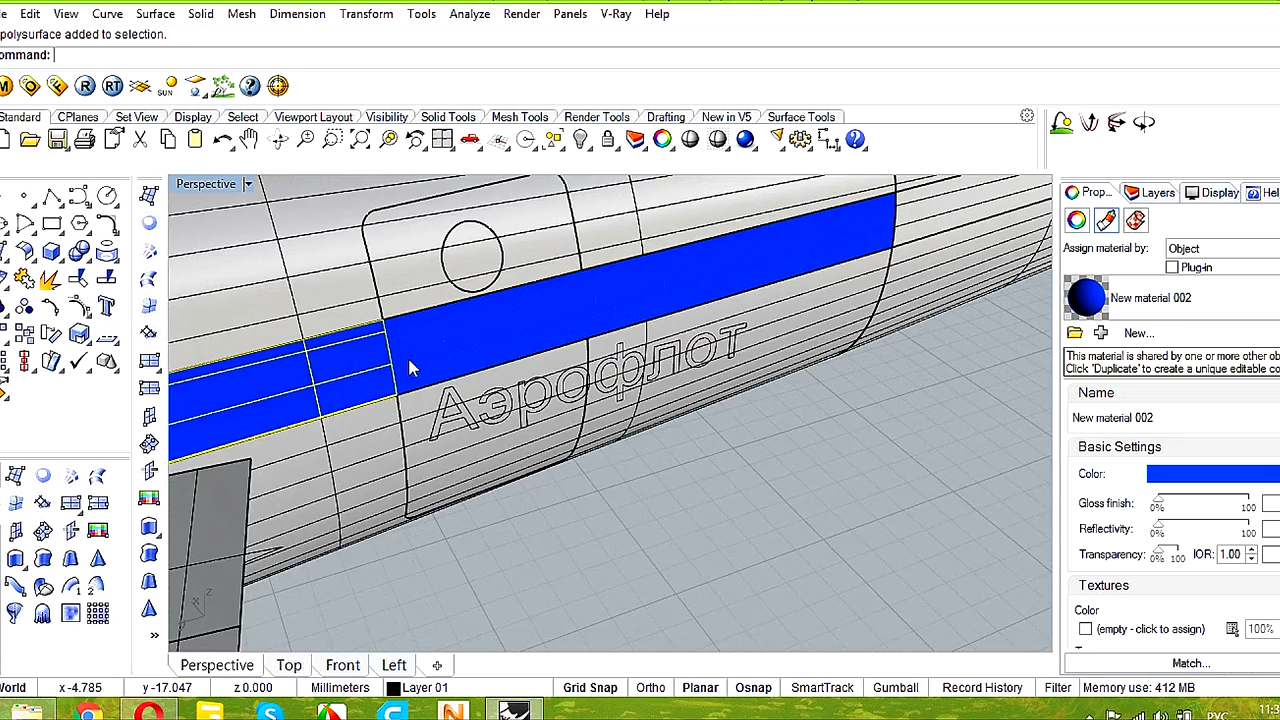 Edit View Curve Surface Solid Mesh Dimension Transform Tools Analyze Render Panels V-Ray Help
polysurface added to selection.
ommand:
R RT SUN
Standard CPlanes Set View Display Select Viewport Layout Visibility Solid Tools Mesh Tools Render Tools Drafting New in V5 Surface Tools
Perspective
Prop... Layers Display Hel
Assign material by: Object
Plug-in
New material 002
New...
This material is shared by one or more other ob
Click 'Duplicate' to create a unique editable co
Name
New material 002
Basic Settings
Color:
Gloss finish: 0% 100
Reflectivity: 0% 100
Transparency: 0% 100 IOR: 1.00
Textures
Color
(empty - click to assign) 100%
Match...
Аэрофлот
Perspective Top Front Left
World x -4.785 y -17.047 z 0.000 Millimeters Layer 01 Grid Snap Ortho Planar Osnap SmartTrack Gumball Record History Filter Memory use: 412 MB
РУС 11:3